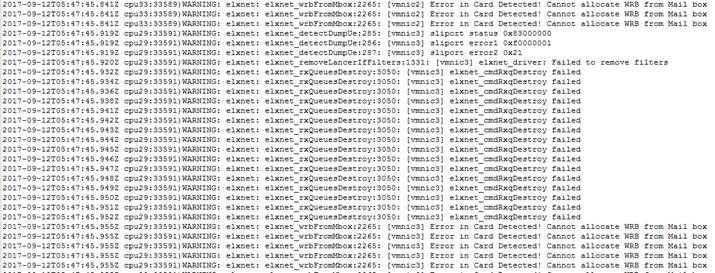 2017-09-12T05:47:45.841Z cpu33:33589)WARNING: elxnet: elxnet_wrbFromMbox:2265: [vmnic2] Error in Card Detected! Cannot allocate WRB from Mail box
2017-09-12T05:47:45.841Z cpu33:33589)WARNING: elxnet: elxnet_wrbFromMbox:2265: [vmnic2] Error in Card Detected! Cannot allocate WRB from Mail box
2017-09-12T05:47:45.841Z cpu33:33589)WARNING: elxnet: elxnet_wrbFromMbox:2265: [vmnic2] Error in Card Detected! Cannot allocate WRB from Mail box
2017-09-12T05:47:45.919Z cpu29:33591)WARNING: elxnet: elxnet_detectDumpUe:285: [vmnic3] sliport status 0x83000000
2017-09-12T05:47:45.919Z cpu29:33591)WARNING: elxnet: elxnet_detectDumpUe:286: [vmnic3] sliport error1 0xf0000001
2017-09-12T05:47:45.919Z cpu29:33591)WARNING: elxnet: elxnet_detectDumpUe:287: [vmnic3] sliport error2 0x21
2017-09-12T05:47:45.920Z cpu29:33591)WARNING: elxnet: elxnet_removeLancerIfFilters:1331: [vmnic3] elxnet_driver: Failed to remove filters
2017-09-12T05:47:45.932Z cpu29:33591)WARNING: elxnet: elxnet_rxQueuesDestroy:3050: [vmnic3] elxnet_cmdRxqDestroy failed
2017-09-12T05:47:45.934Z cpu29:33591)WARNING: elxnet: elxnet_rxQueuesDestroy:3050: [vmnic3] elxnet_cmdRxqDestroy failed
2017-09-12T05:47:45.936Z cpu29:33591)WARNING: elxnet: elxnet_rxQueuesDestroy:3050: [vmnic3] elxnet_cmdRxqDestroy failed
2017-09-12T05:47:45.938Z cpu29:33591)WARNING: elxnet: elxnet_rxQueuesDestroy:3050: [vmnic3] elxnet_cmdRxqDestroy failed
2017-09-12T05:47:45.941Z cpu29:33591)WARNING: elxnet: elxnet_rxQueuesDestroy:3050: [vmnic3] elxnet_cmdRxqDestroy failed
2017-09-12T05:47:45.942Z cpu29:33591)WARNING: elxnet: elxnet_rxQueuesDestroy:3050: [vmnic3] elxnet_cmdRxqDestroy failed
2017-09-12T05:47:45.943Z cpu29:33591)WARNING: elxnet: elxnet_rxQueuesDestroy:3050: [vmnic3] elxnet_cmdRxqDestroy failed
2017-09-12T05:47:45.944Z cpu29:33591)WARNING: elxnet: elxnet_rxQueuesDestroy:3050: [vmnic3] elxnet_cmdRxqDestroy failed
2017-09-12T05:47:45.945Z cpu29:33591)WARNING: elxnet: elxnet_rxQueuesDestroy:3050: [vmnic3] elxnet_cmdRxqDestroy failed
2017-09-12T05:47:45.946Z cpu29:33591)WARNING: elxnet: elxnet_rxQueuesDestroy:3050: [vmnic3] elxnet_cmdRxqDestroy failed
2017-09-12T05:47:45.947Z cpu29:33591)WARNING: elxnet: elxnet_rxQueuesDestroy:3050: [vmnic3] elxnet_cmdRxqDestroy failed
2017-09-12T05:47:45.948Z cpu29:33591)WARNING: elxnet: elxnet_rxQueuesDestroy:3050: [vmnic3] elxnet_cmdRxqDestroy failed
2017-09-12T05:47:45.949Z cpu29:33591)WARNING: elxnet: elxnet_rxQueuesDestroy:3050: [vmnic3] elxnet_cmdRxqDestroy failed
2017-09-12T05:47:45.950Z cpu29:33591)WARNING: elxnet: elxnet_rxQueuesDestroy:3050: [vmnic3] elxnet_cmdRxqDestroy failed
2017-09-12T05:47:45.951Z cpu29:33591)WARNING: elxnet: elxnet_rxQueuesDestroy:3050: [vmnic3] elxnet_cmdRxqDestroy failed
2017-09-12T05:47:45.952Z cpu29:33591)WARNING: elxnet: elxnet_rxQueuesDestroy:3050: [vmnic3] elxnet_cmdRxqDestroy failed
2017-09-12T05:47:45.955Z cpu29:33591)WARNING: elxnet: elxnet_wrbFromMbox:2265: [vmnic3] Error in Card Detected! Cannot allocate WRB from Mail box
2017-09-12T05:47:45.955Z cpu29:33591)WARNING: elxnet: elxnet_wrbFromMbox:2265: [vmnic3] Error in Card Detected! Cannot allocate WRB from Mail box
2017-09-12T05:47:45.955Z cpu29:33591)WARNING: elxnet: elxnet_wrbFromMbox:2265: [vmnic3] Error in Card Detected! Cannot allocate WRB from Mail box
2017-09-12T05:47:45.955Z cpu29:33591)WARNING: elxnet: elxnet_wrbFromMbox:2265: [vmnic3] Error in Card Detected! Cannot allocate WRB from Mail box
2017-09-12T05:47:45.955Z cpu29:33591)WARNING: elxnet: elxnet_wrbFromMbox:2265: [vmnic3] Error in Card Detected! Cannot allocate WRB from Mail box